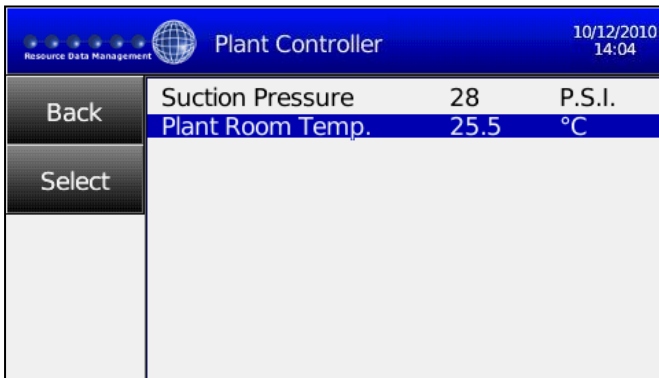 Resource Data Management
Plant Controller
10/12/2010
14:04
Back
Select
Suction Pressure 28 P.S.I.
Plant Room Temp. 25.5 °C